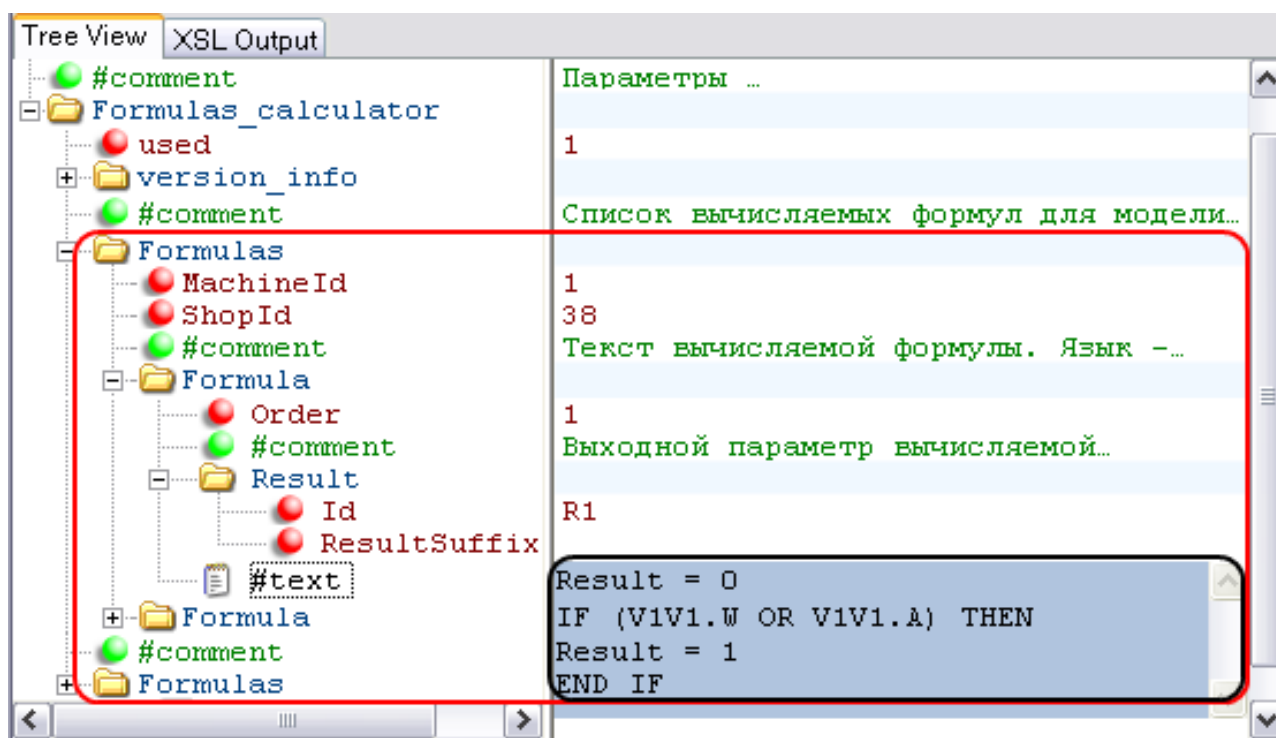 Tree View XSL Output
#comment Параметры …
Formulas_calculator
used 1
version_info
#comment Список вычисляемых формул для модели…
Formulas
MachineId 1
ShopId 38
#comment Текст вычисляемой формулы. Язык –…
Formula
Order 1
#comment Выходной параметр вычисляемой…
Result
Id R1
ResultSuffix
#text Result = 0
Formula IF (V1V1.W OR V1V1.A) THEN
#comment Result = 1
Formulas END IF